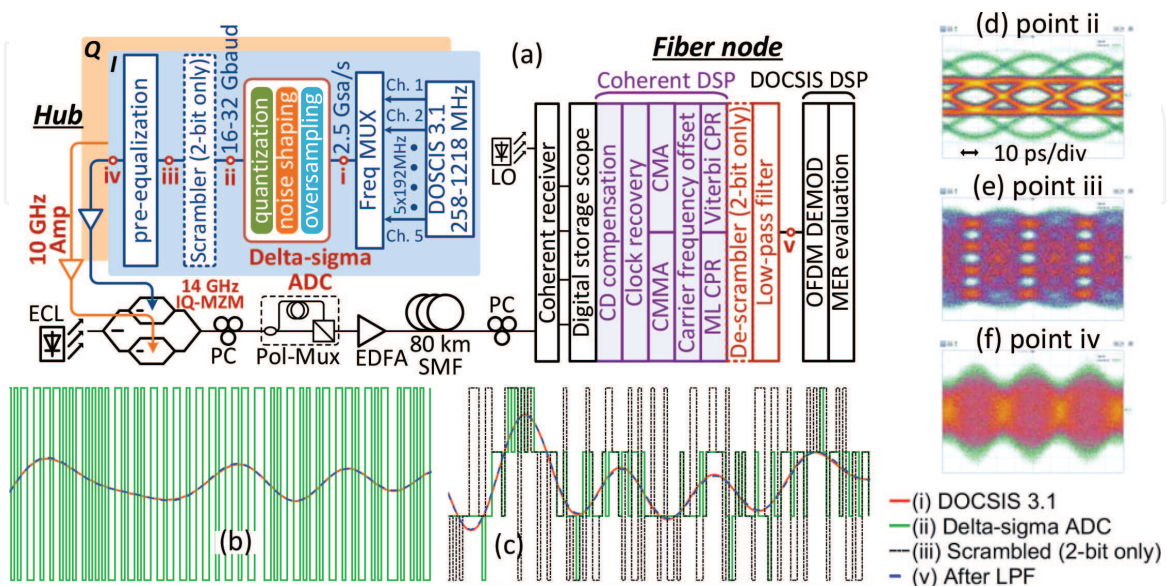 (a)
Q
I
Hub
pre-equalization
Scrambler (2-bit only)
16-32 Gbaud
quantization
noise shaping
oversampling
Delta-sigma
ADC
2.5 Gsa/s
Freq MUX
Ch. 1
Ch. 2
5x192MHz
Ch. 5
DOSCIS 3.1
258-1218 MHz
iv
iii
ii
i
10 GHz
Amp
14 GHz
IQ-MZM
ECL
PC
Pol-Mux
EDFA
80 km
SMF
PC
Fiber node
Coherent DSP
DOCSIS DSP
LO
Coherent receiver
Digital storage scope
CD compensation
Clock recovery
CMMA
CMA
Carrier frequency offset
ML CPR
Viterbi CPR
De-scrambler (2-bit only)
Low-pass filter
v
OFDM DEMOD
MER evaluation
(d) point ii
10 ps/div
(e) point iii
(f) point iv
(b)
(c)
(i) DOCSIS 3.1
(ii) Delta-sigma ADC
(iii) Scrambled (2-bit only)
(v) After LPF